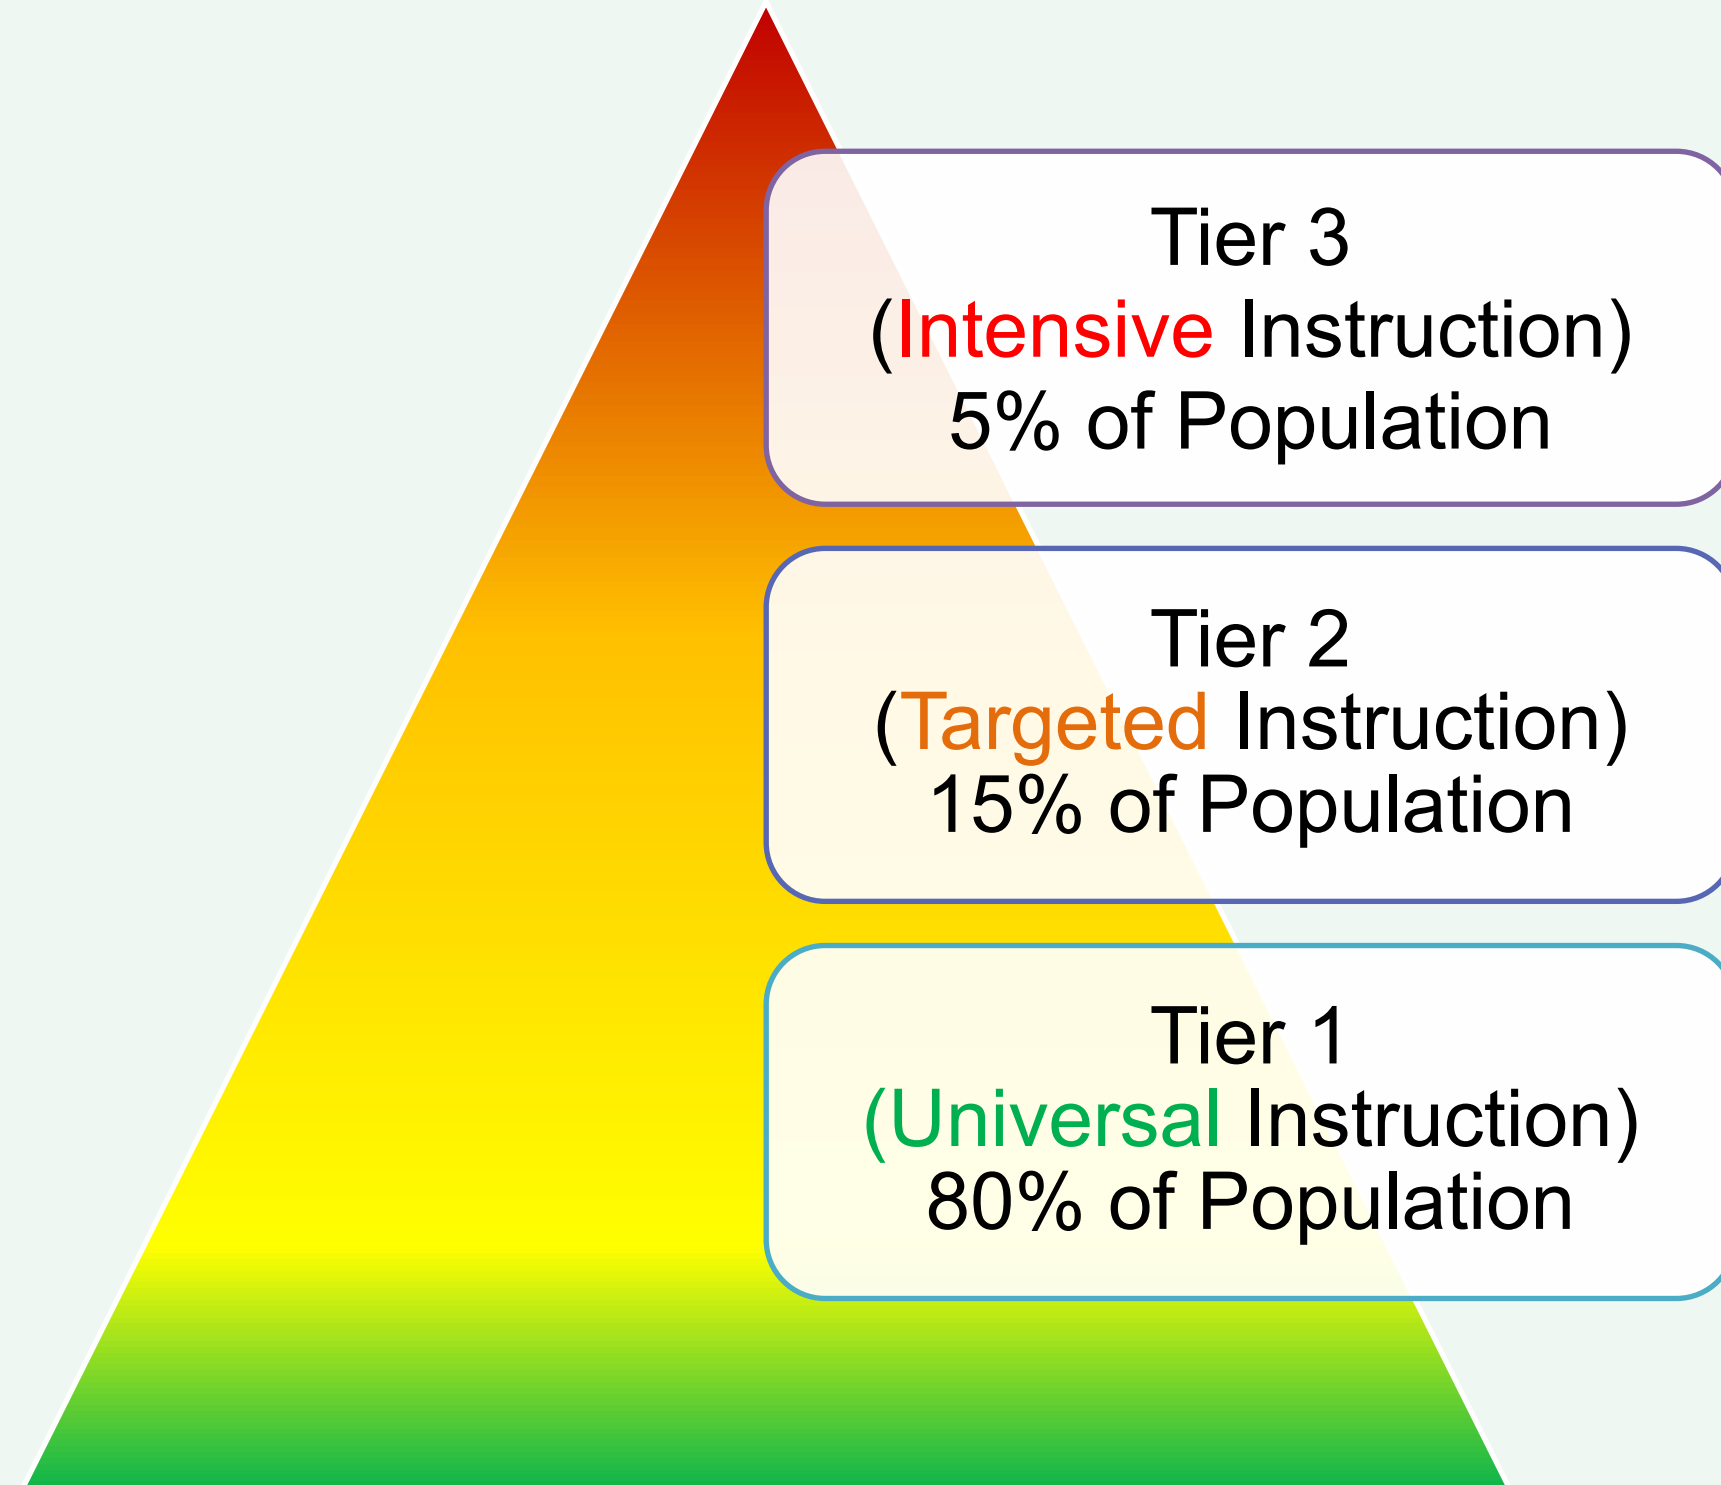 Tier 3
(Intensive Instruction)
5% of Population
Tier 2
(Targeted Instruction)
15% of Population
Tier 1
(Universal Instruction)
80% of Population